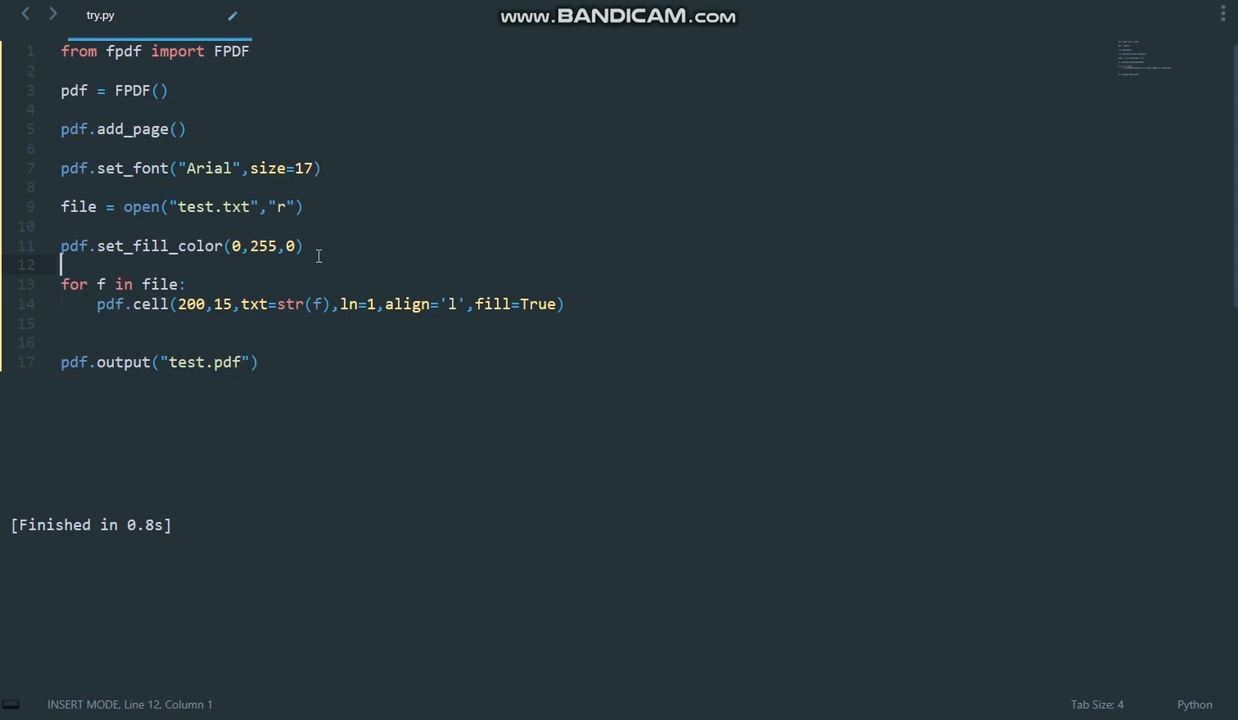 www.BANDICAM.com
try.py
1 from fpdf import FPDF
2
3 pdf = FPDF()
4
5 pdf.add_page()
6
7 pdf.set_font("Arial",size=17)
8
9 file = open("test.txt","r")
10
11 pdf.set_fill_color(0,255,0)
12
13 for f in file:
14     pdf.cell(200,15,txt=str(f),ln=1,align='l',fill=True)
15
16
17 pdf.output("test.pdf")
[Finished in 0.8s]
INSERT MODE, Line 12, Column 1
Tab Size: 4
Python